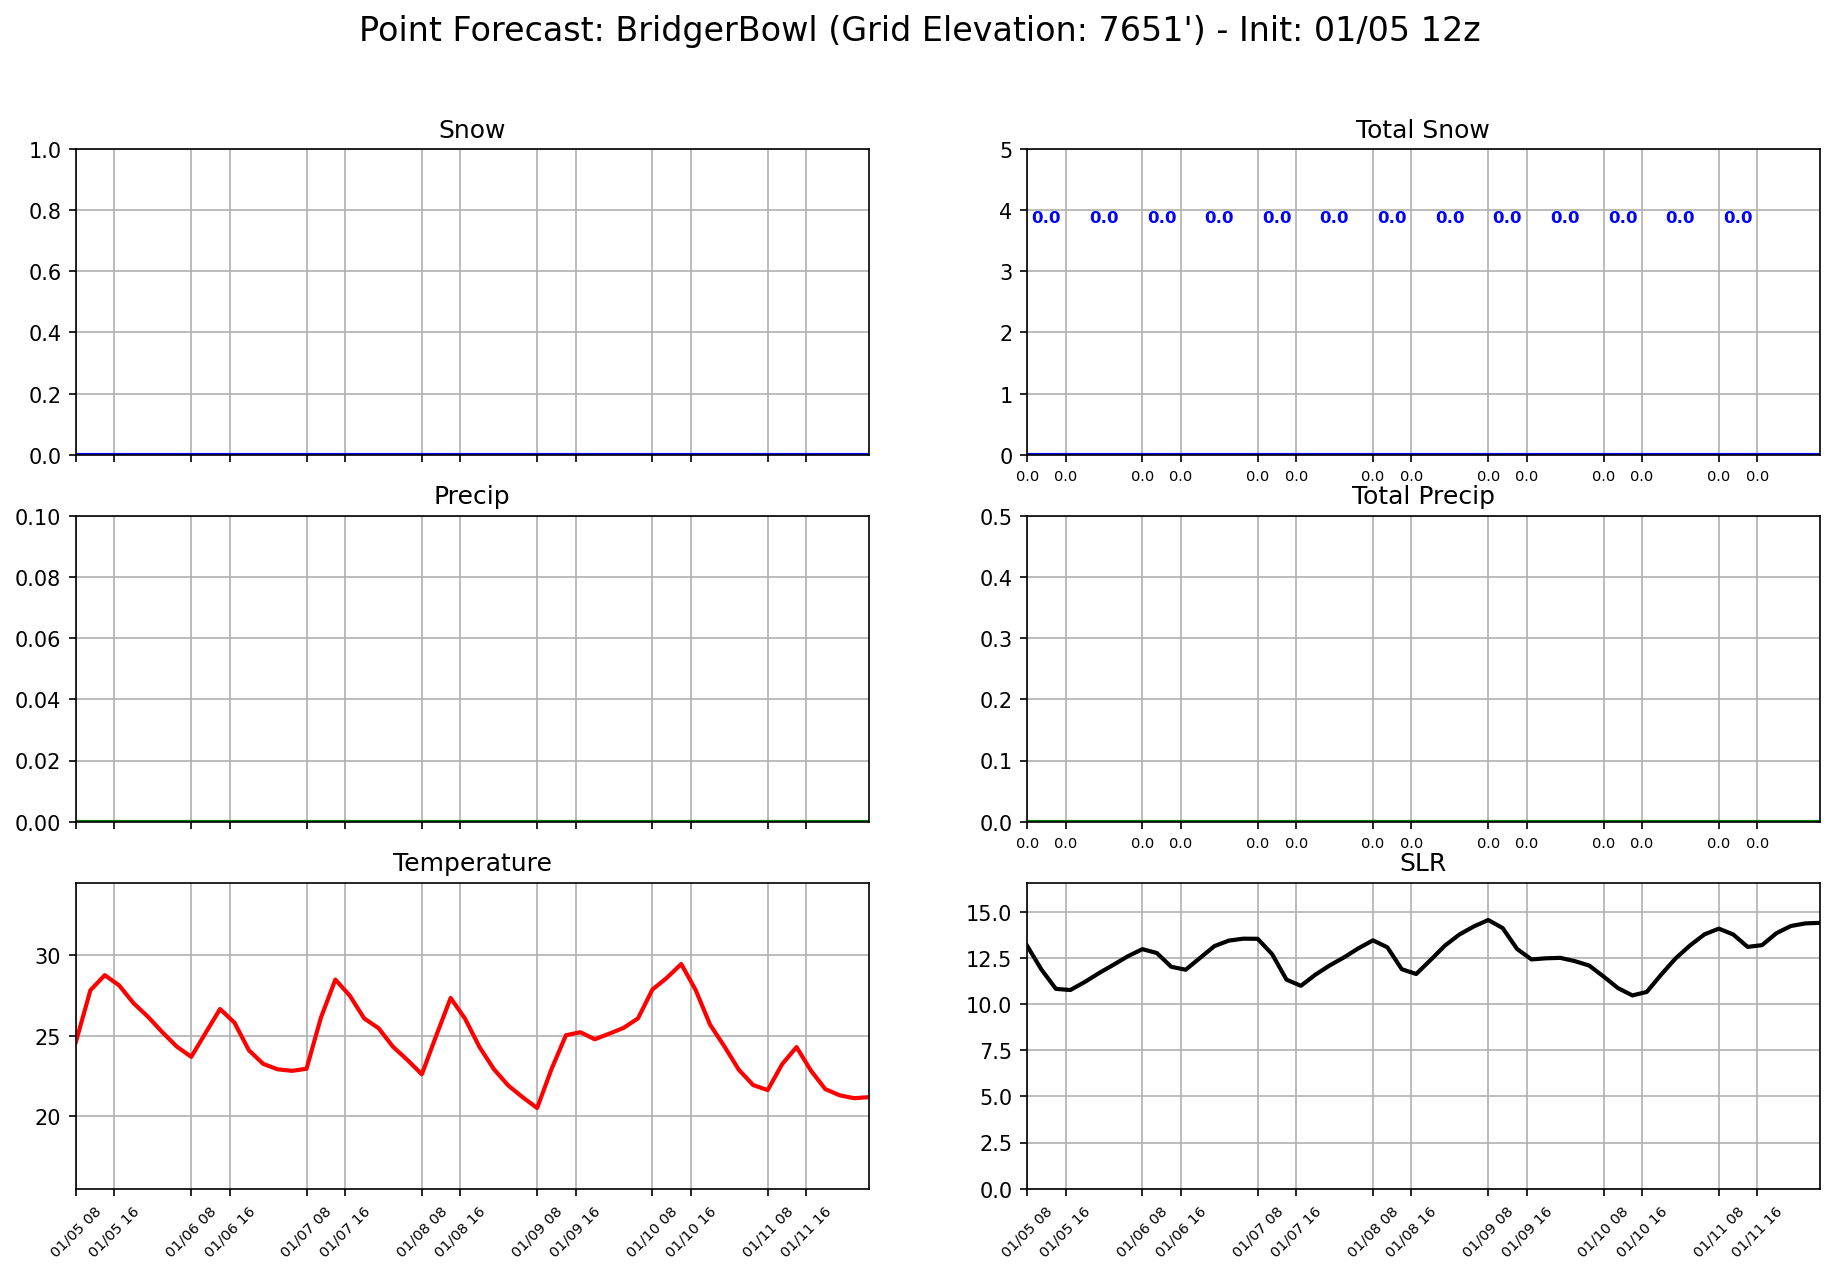 Point Forecast: BridgerBowl (Grid Elevation: 7651') - Init: 01/05 12z
Snow
1.0
0.8
0.6
0.4
0.2
0.0
Total Snow
5
4
3
2
1
0
0.0 0.0 0.0 0.0 0.0 0.0 0.0 0.0 0.0 0.0 0.0 0.0 0.0
0.0 0.0 0.0 0.0 0.0 0.0 0.0 0.0 0.0 0.0 0.0 0.0 0.0 0.0
Precip
0.10
0.08
0.06
0.04
0.02
0.00
Total Precip
0.5
0.4
0.3
0.2
0.1
0.0
0.0 0.0 0.0 0.0 0.0 0.0 0.0 0.0 0.0 0.0 0.0 0.0 0.0 0.0
Temperature
30
25
20
01/05 08 01/05 16 01/06 08 01/06 16 01/07 08 01/07 16 01/08 08 01/08 16 01/09 08 01/09 16 01/10 08 01/10 16 01/11 08 01/11 16
SLR
15.0
12.5
10.0
7.5
5.0
2.5
0.0
01/05 08 01/05 16 01/06 08 01/06 16 01/07 08 01/07 16 01/08 08 01/08 16 01/09 08 01/09 16 01/10 08 01/10 16 01/11 08 01/11 16